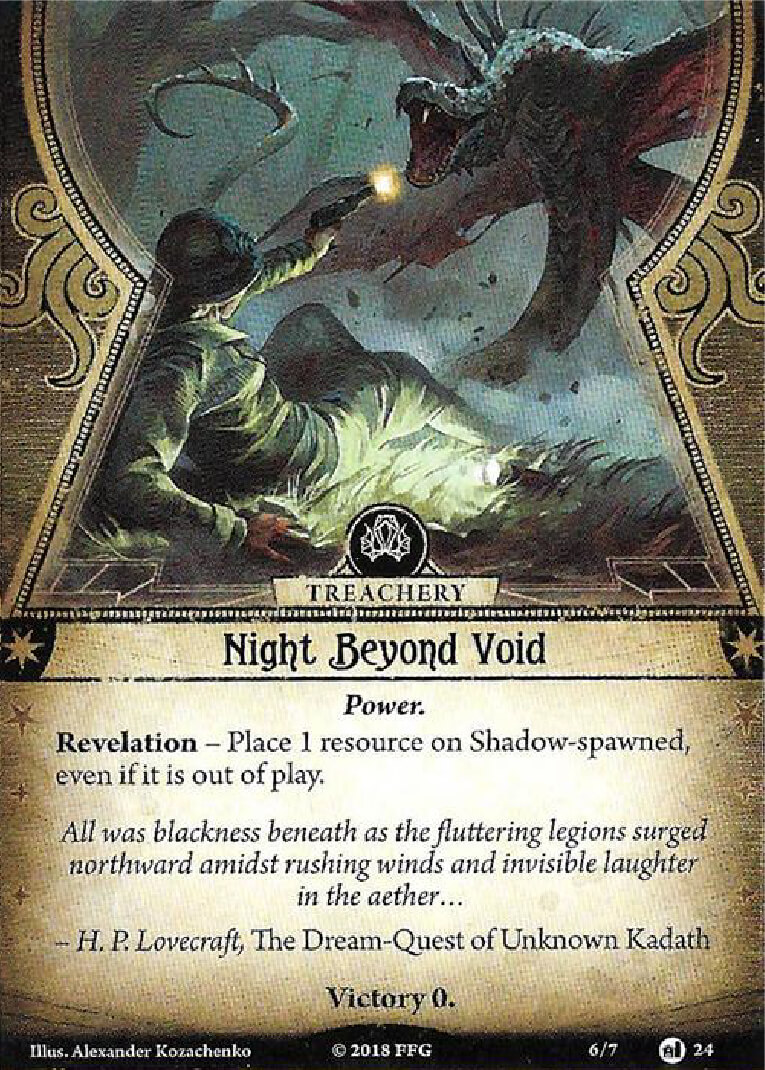 TREACHERY
Night Beyond Void
Power.
Revelation – Place 1 resource on Shadow-spawned,
even if it is out of play.
All was blackness beneath as the fluttering legions surged
northward amidst rushing winds and invisible laughter
in the aether…
– H. P. Lovecraft, The Dream-Quest of Unknown Kadath
Victory 0.
Illus. Alexander Kozachenko © 2018 FFG 6/7 24